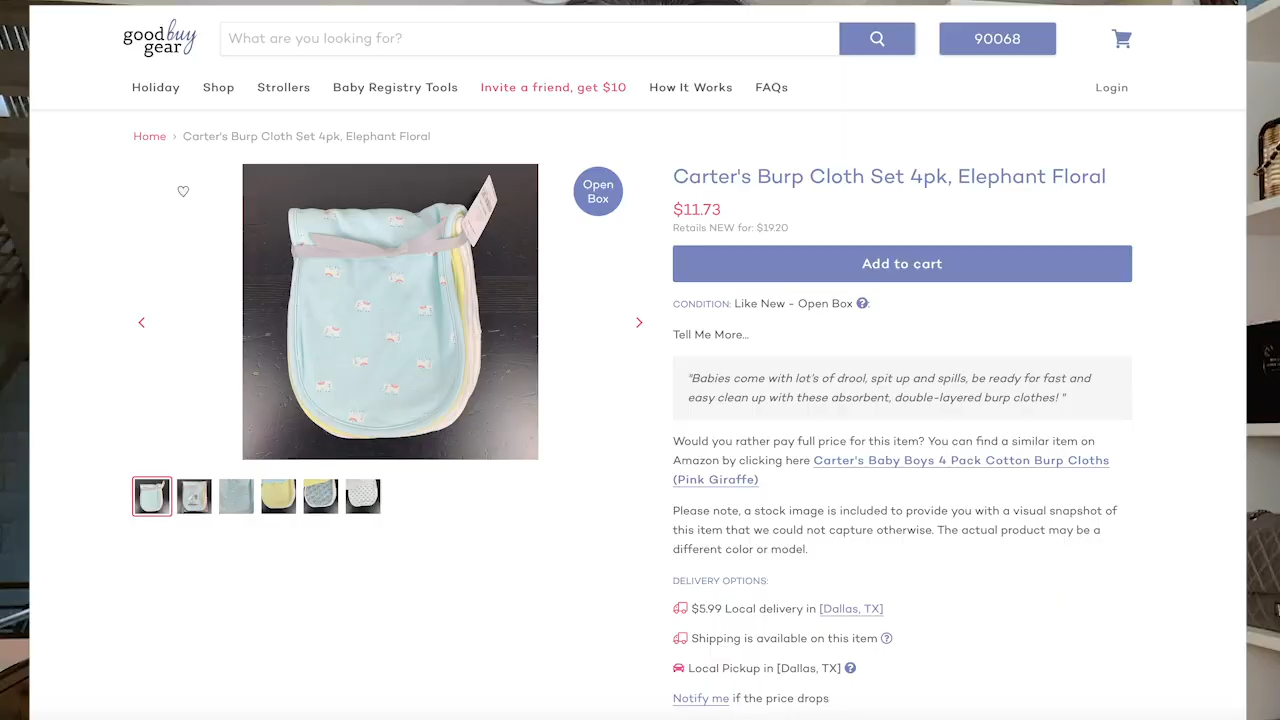 good buy
gear
What are you looking for?
90068
Holiday
Shop
Strollers
Baby Registry Tools
Invite a friend, get $10
How It Works
FAQs
Login
Home › Carter's Burp Cloth Set 4pk, Elephant Floral
Open
Box
Carter's Burp Cloth Set 4pk, Elephant Floral
$11.73
Retails NEW for: $19.20
Add to cart
CONDITION: Like New - Open Box
Tell Me More...
"Babies come with lot's of drool, spit up and spills, be ready for fast and
easy clean up with these absorbent, double-layered burp clothes! "
Would you rather pay full price for this item? You can find a similar item on
Amazon by clicking here Carter's Baby Boys 4 Pack Cotton Burp Cloths
(Pink Giraffe)
Please note, a stock image is included to provide you with a visual snapshot of
this item that we could not capture otherwise. The actual product may be a
different color or model.
DELIVERY OPTIONS:
$5.99 Local delivery in [Dallas, TX]
Shipping is available on this item
Local Pickup in [Dallas, TX]
Notify me if the price drops